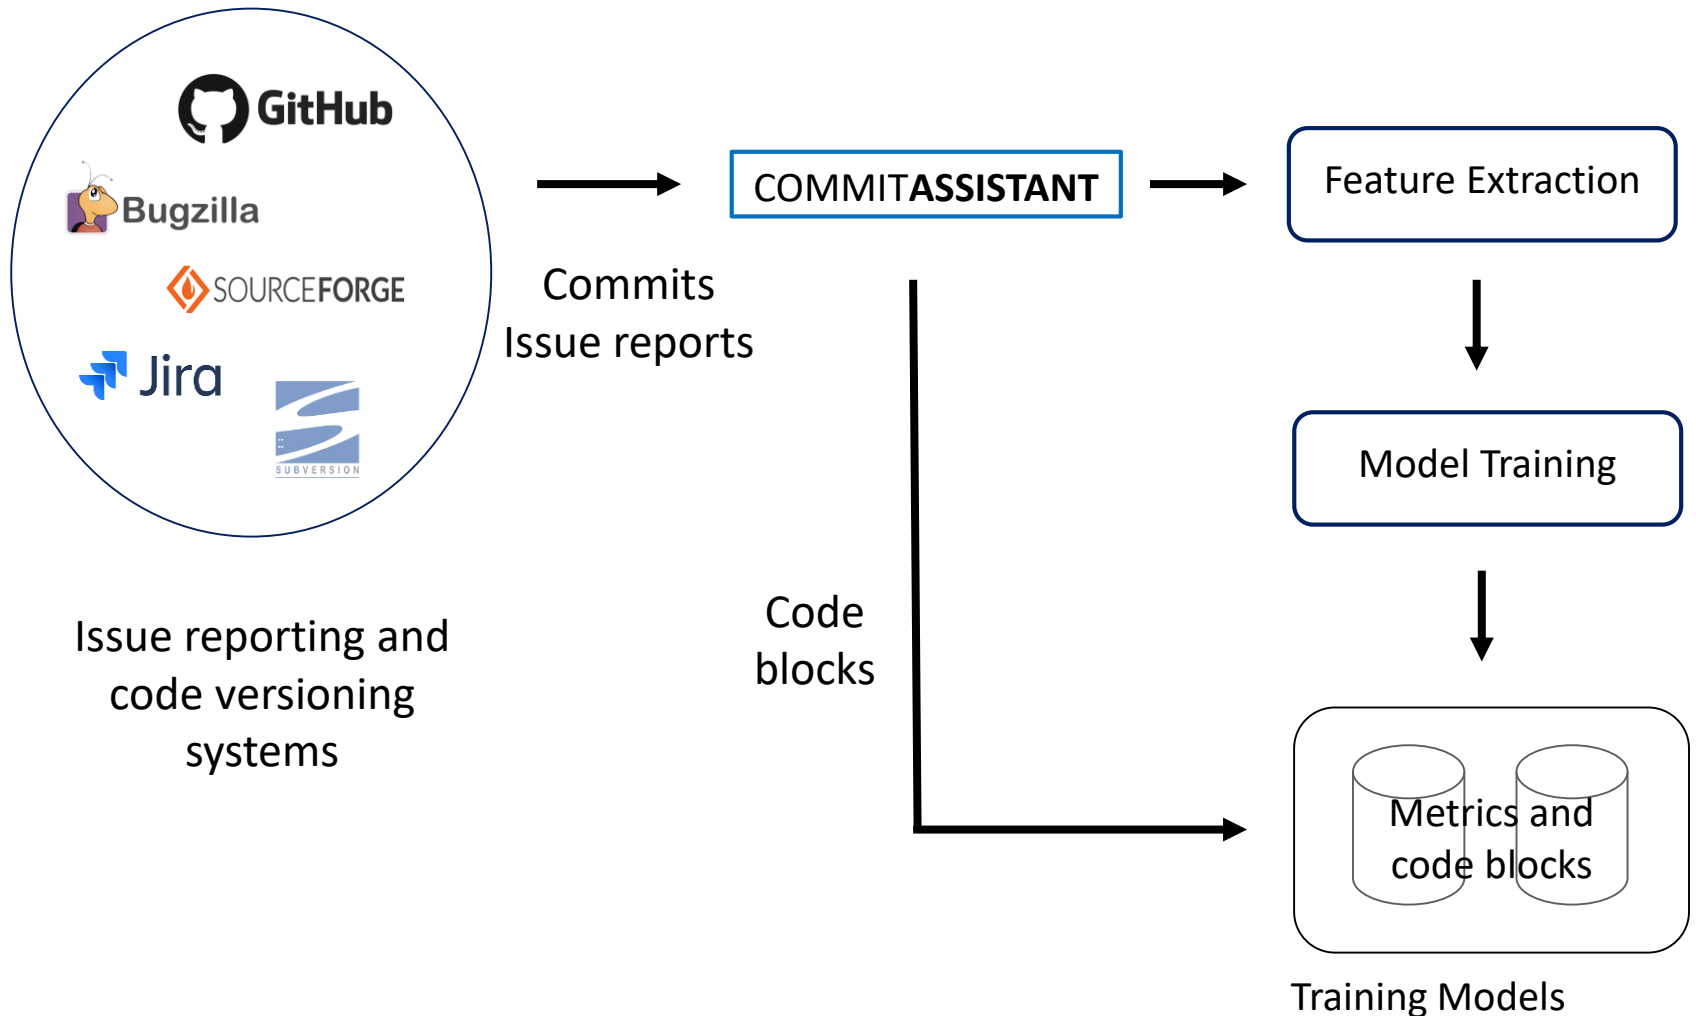 GitHub
Bugzilla
SOURCEFORGE
Jira
SUBVERSION
Issue reporting and
code versioning
systems
Commits
Issue reports
COMMITASSISTANT
Code
blocks
Feature Extraction
Model Training
Metrics and
code blocks
Training Models